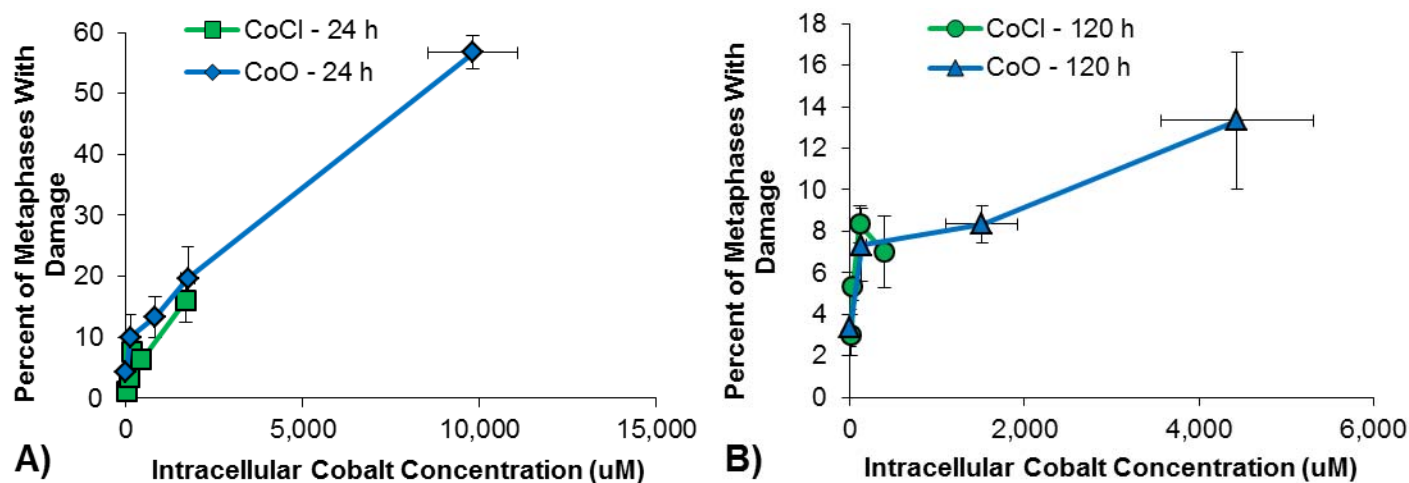 CoCl - 24 h
CoO - 24 h
Percent of Metaphases With
Damage
60
50
40
30
20
10
0
0 5,000 10,000 15,000
A) Intracellular Cobalt Concentration (uM)
CoCl - 120 h
CoO - 120 h
Percent of Metaphases With
Damage
18
16
14
12
10
8
6
4
2
0
0 2,000 4,000 6,000
B) Intracellular Cobalt Concentration (uM)